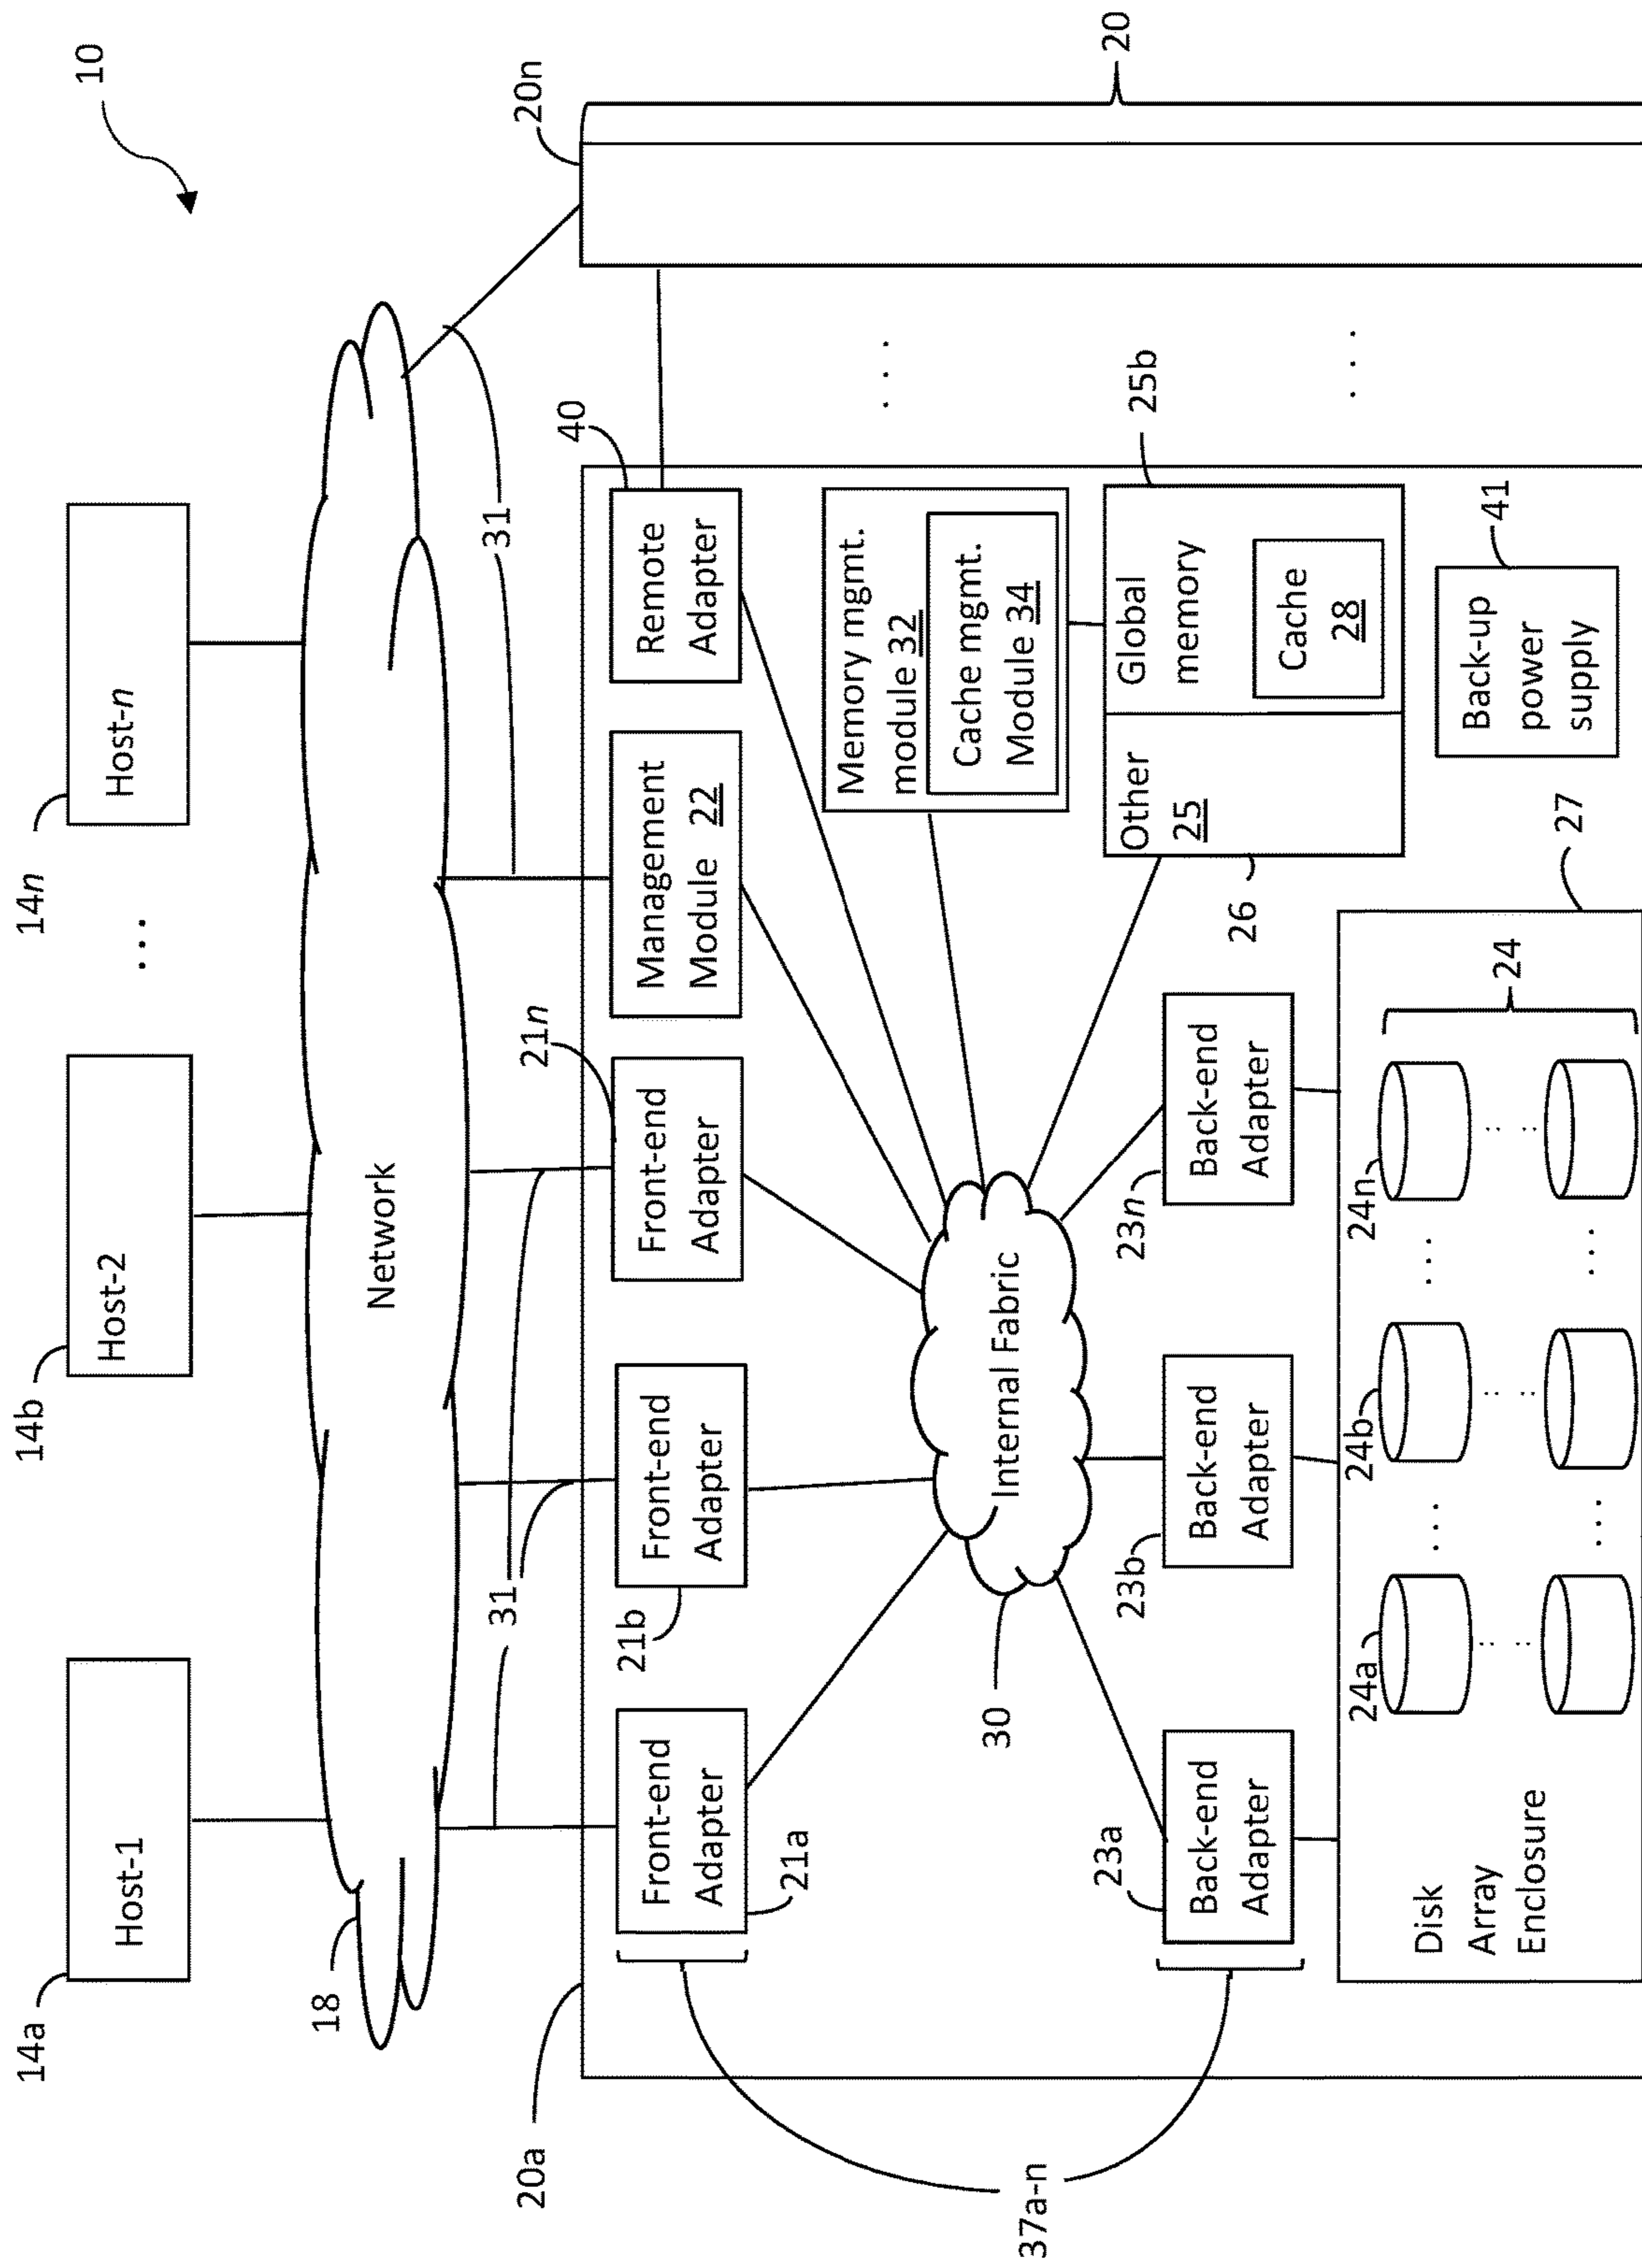 10
14a
Host-1
14b
Host-2
...
14n
Host-n
18
Network
31
31
20n
20
20a
21n
40
Front-end
Adapter
21a
Front-end
Adapter
21b
Front-end
Adapter
Management
Module 22
Remote
Adapter
37a-n
30
Internal Fabric
Memory mgmt.
module 32
Cache mgmt.
Module 34
...
25b
Other
25
Global
memory
Cache
28
26
23a
Back-end
Adapter
23b
Back-end
Adapter
23n
Back-end
Adapter
41
Back-up
power
supply
...
27
Disk
Array
Enclosure
24a
...
24b
...
24n
24
...
...